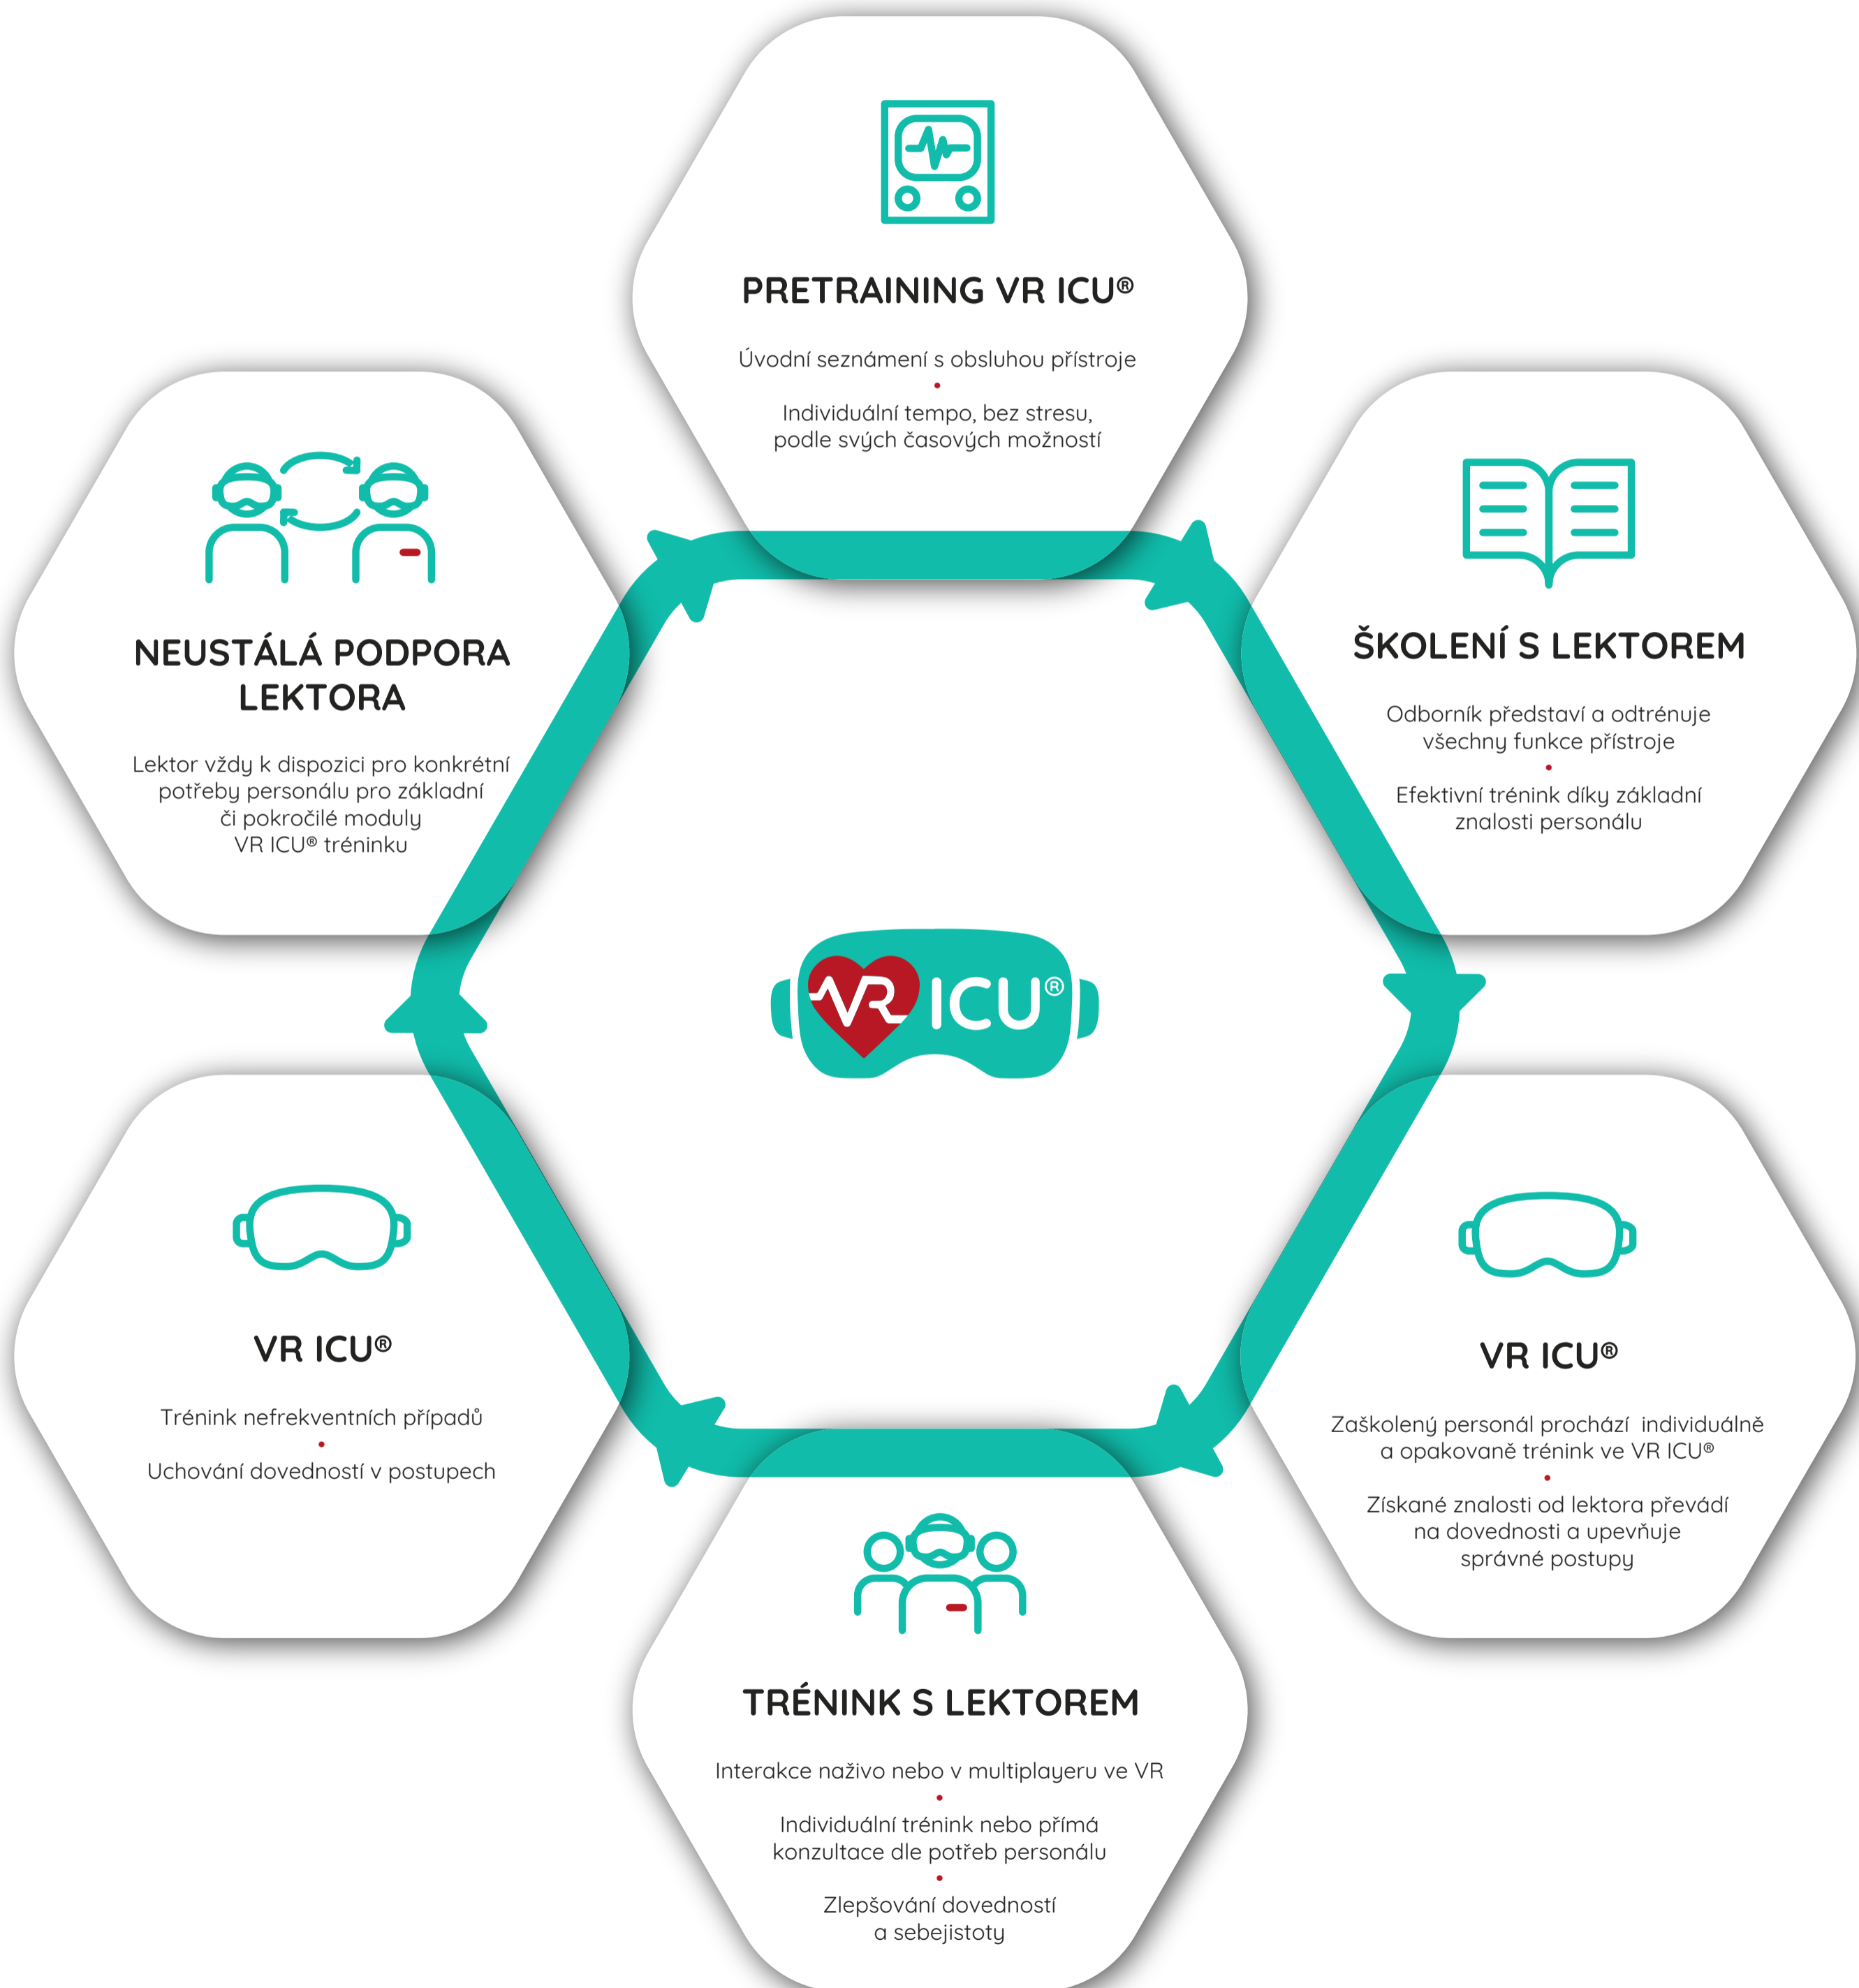 PRETRAINING VR ICU®
Úvodní seznámení s obsluhou přístroje
•
Individuální tempo, bez stresu,
podle svých časových možností
ŠKOLENÍ S LEKTOREM
Odborník představí a odtrénuje
všechny funkce přístroje
•
Efektivní trénink díky základní
znalosti personálu
VR ICU®
Zaškolený personál prochází individuálně
a opakovaně trénink ve VR ICU®
•
Získané znalosti od lektora převádí
na dovednosti a upevňuje
správné postupy
TRÉNINK S LEKTOREM
Interakce naživo nebo v multiplayeru ve VR
•
Individuální trénink nebo přímá
konzultace dle potřeb personálu
•
Zlepšování dovedností
a sebejistoty
VR ICU®
Trénink nefrekventních případů
•
Uchování dovedností v postupech
NEUSTÁLÁ PODPORA
LEKTORA
Lektor vždy k dispozici pro konkrétní
potřeby personálu pro základní
či pokročilé moduly
VR ICU® tréninku
VR ICU®